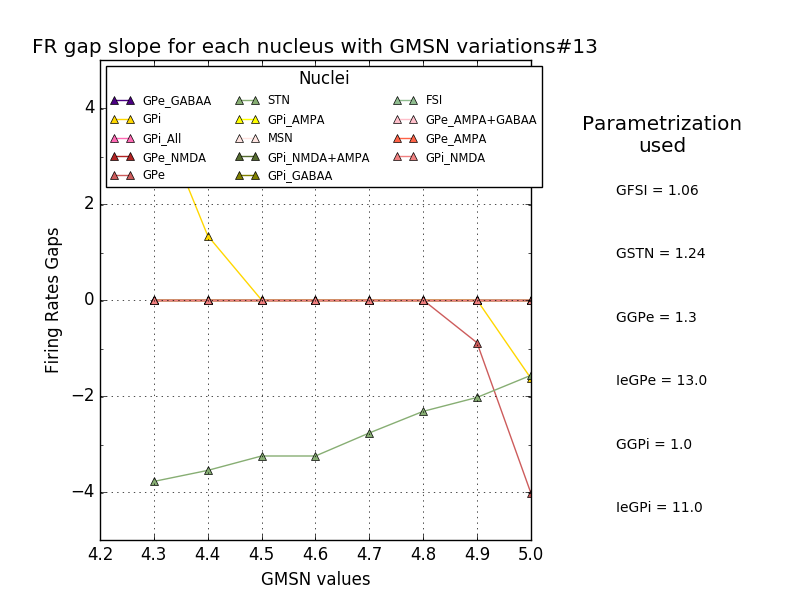 FR gap slope for each nucleus with GMSN variations#13
Nuclei
GPe_GABAA STN FSI
GPi GPi_AMPA GPe_AMPA+GABAA
GPi_All MSN GPe_AMPA
GPe_NMDA GPi_NMDA+AMPA GPi_NMDA
GPe GPi_GABAA
4
2
0
−2
−4
Firing Rates Gaps
4.2 4.3 4.4 4.5 4.6 4.7 4.8 4.9 5.0
GMSN values
Parametrization
used
GFSI = 1.06
GSTN = 1.24
GGPe = 1.3
IeGPe = 13.0
GGPi = 1.0
IeGPi = 11.0